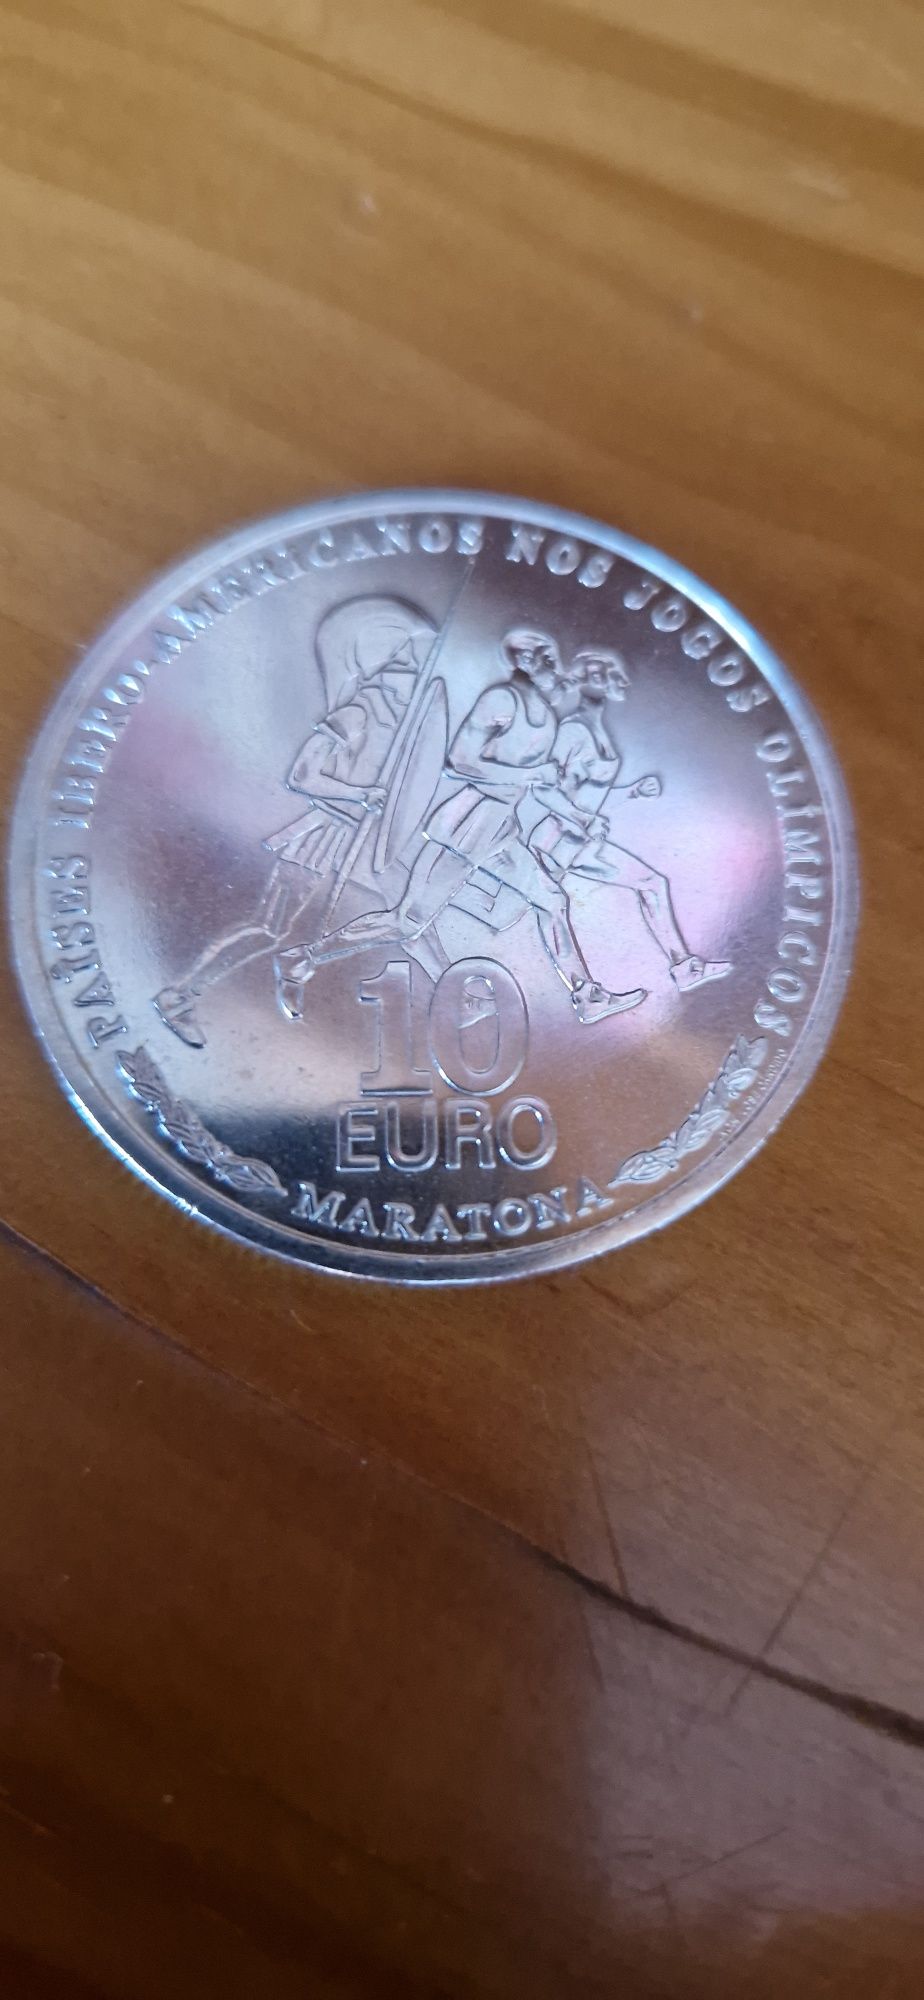 PAÍSES IBERO-AMERICANOS NOS JOGOS OLÍMPICOS
10
EURO
MARATONA